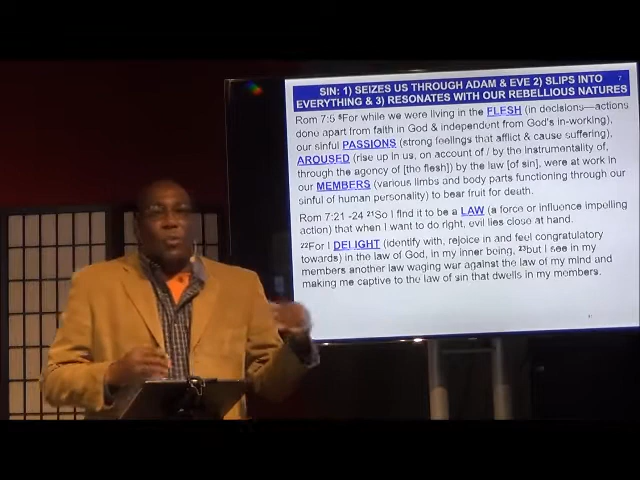 SIN: 1) SEIZES US THROUGH ADAM & EVE 2) SLIPS INTO
EVERYTHING & 3) RESONATES WITH OUR REBELLIOUS NATURES
7
Rom 7:5 ⁵For while we were living in the FLESH (in decisions—actions
done apart from faith in God & independent from God's in-working),
our sinful PASSIONS (strong feelings that afflict & cause suffering),
AROUSED (rise up in us, on account of / by the instrumentality of,
through the agency of [the flesh]) by the law [of sin], were at work in
our MEMBERS (various limbs and body parts functioning through our
sinful of human personality) to bear fruit for death.
Rom 7:21 -24 ²¹So I find it to be a LAW (a force or influence impelling
action) that when I want to do right, evil lies close at hand.
²²For I DELIGHT (identify with, rejoice in and feel congratulatory
towards) in the law of God, in my inner being, ²³but I see in my
members another law waging war against the law of my mind and
making me captive to the law of sin that dwells in my members.